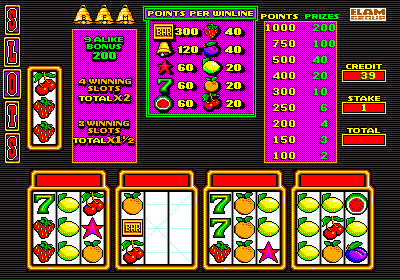 SLOTS
POINTS PER WINLINE
BAR 300 40
120 40
60 20
60 20
60 20
9 ALIKE
BONUS
200
4 WINNING
SLOTS
TOTAL X2
3 WINNING
SLOTS
TOTAL X1½
POINTS PRIZES
1000 200
750 100
500 40
400 20
300 10
250 6
200 4
150 3
100 2
ELAM
GROUP
CREDIT
39
STAKE
1
TOTAL
7
BAR
7